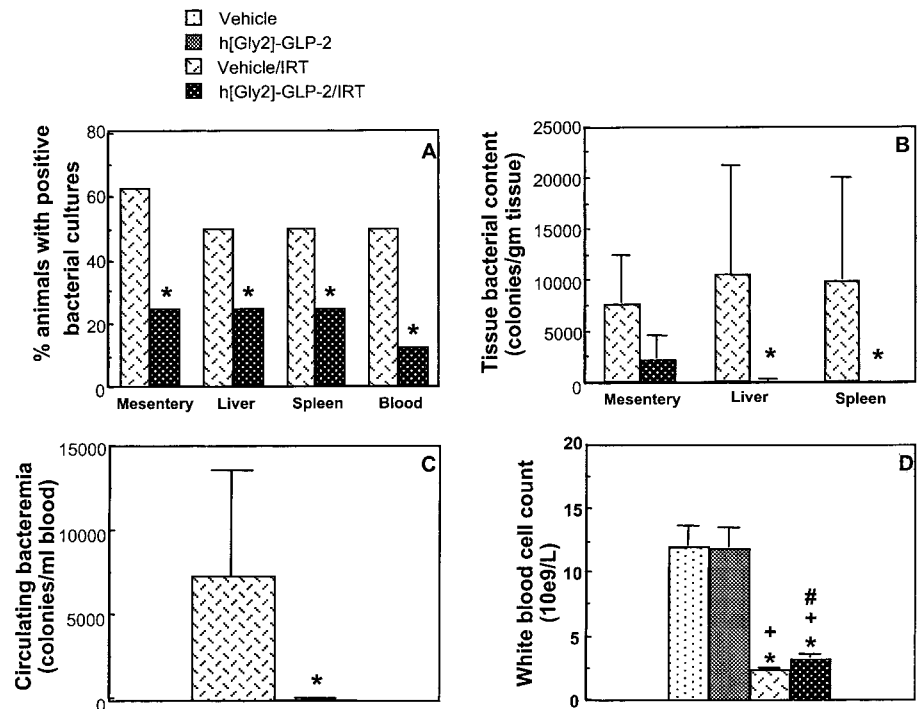 Vehicle
h[Gly2]-GLP-2
Vehicle/IRT
h[Gly2]-GLP-2/IRT
A
% animals with positive
bacterial cultures
80
60
40
20
0
* * * *
Mesentery Liver Spleen Blood
B
Tissue bacterial content
(colonies/gm tissue)
25000
20000
15000
10000
5000
0
* *
Mesentery Liver Spleen
C
Circulating bacteremia
(colonies/ml blood)
15000
10000
5000
0
*
D
White blood cell count
(10e9/L)
20
15
10
5
0
#
+ +
* *